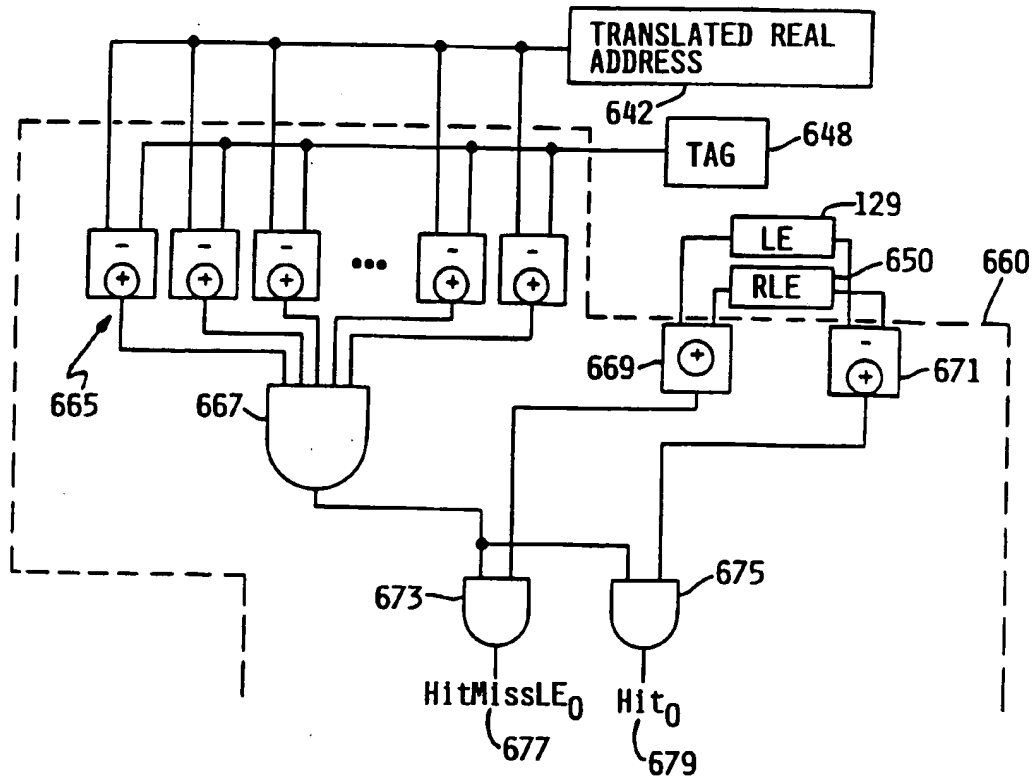 TRANSLATED REAL
ADDRESS
642
TAG
648
129
LE
650
RLE
660
669
671
665
667
673
675
HitMissLE0
Hit0
677
679